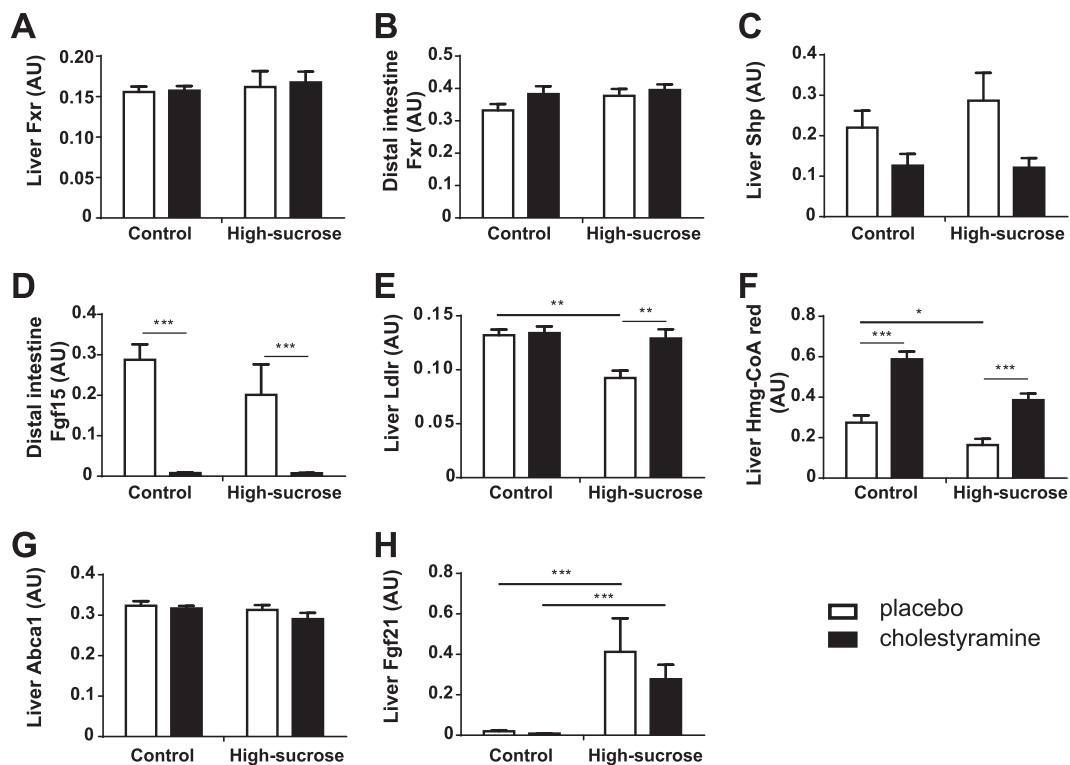 A
Liver Fxr (AU)
0.20
0.15
0.10
0.05
0
Control High-sucrose
B
Distal intestine
Fxr (AU)
0.5
0.4
0.3
0.2
0.1
0
Control High-sucrose
C
Liver Shp (AU)
0.4
0.3
0.2
0.1
0
Control High-sucrose
D
Distal intestine
Fgf15 (AU)
0.4
0.3
0.2
0.1
0
***
***
Control High-sucrose
E
Liver Ldlr (AU)
0.15
0.10
0.05
0
**
**
Control High-sucrose
F
Liver Hmg-CoA red
(AU)
0.8
0.6
0.4
0.2
0
*
***
***
Control High-sucrose
G
Liver Abca1 (AU)
0.4
0.3
0.2
0.1
0
Control High-sucrose
H
Liver Fgf21 (AU)
0.8
0.6
0.4
0.2
0
***
***
Control High-sucrose
placebo
cholestyramine